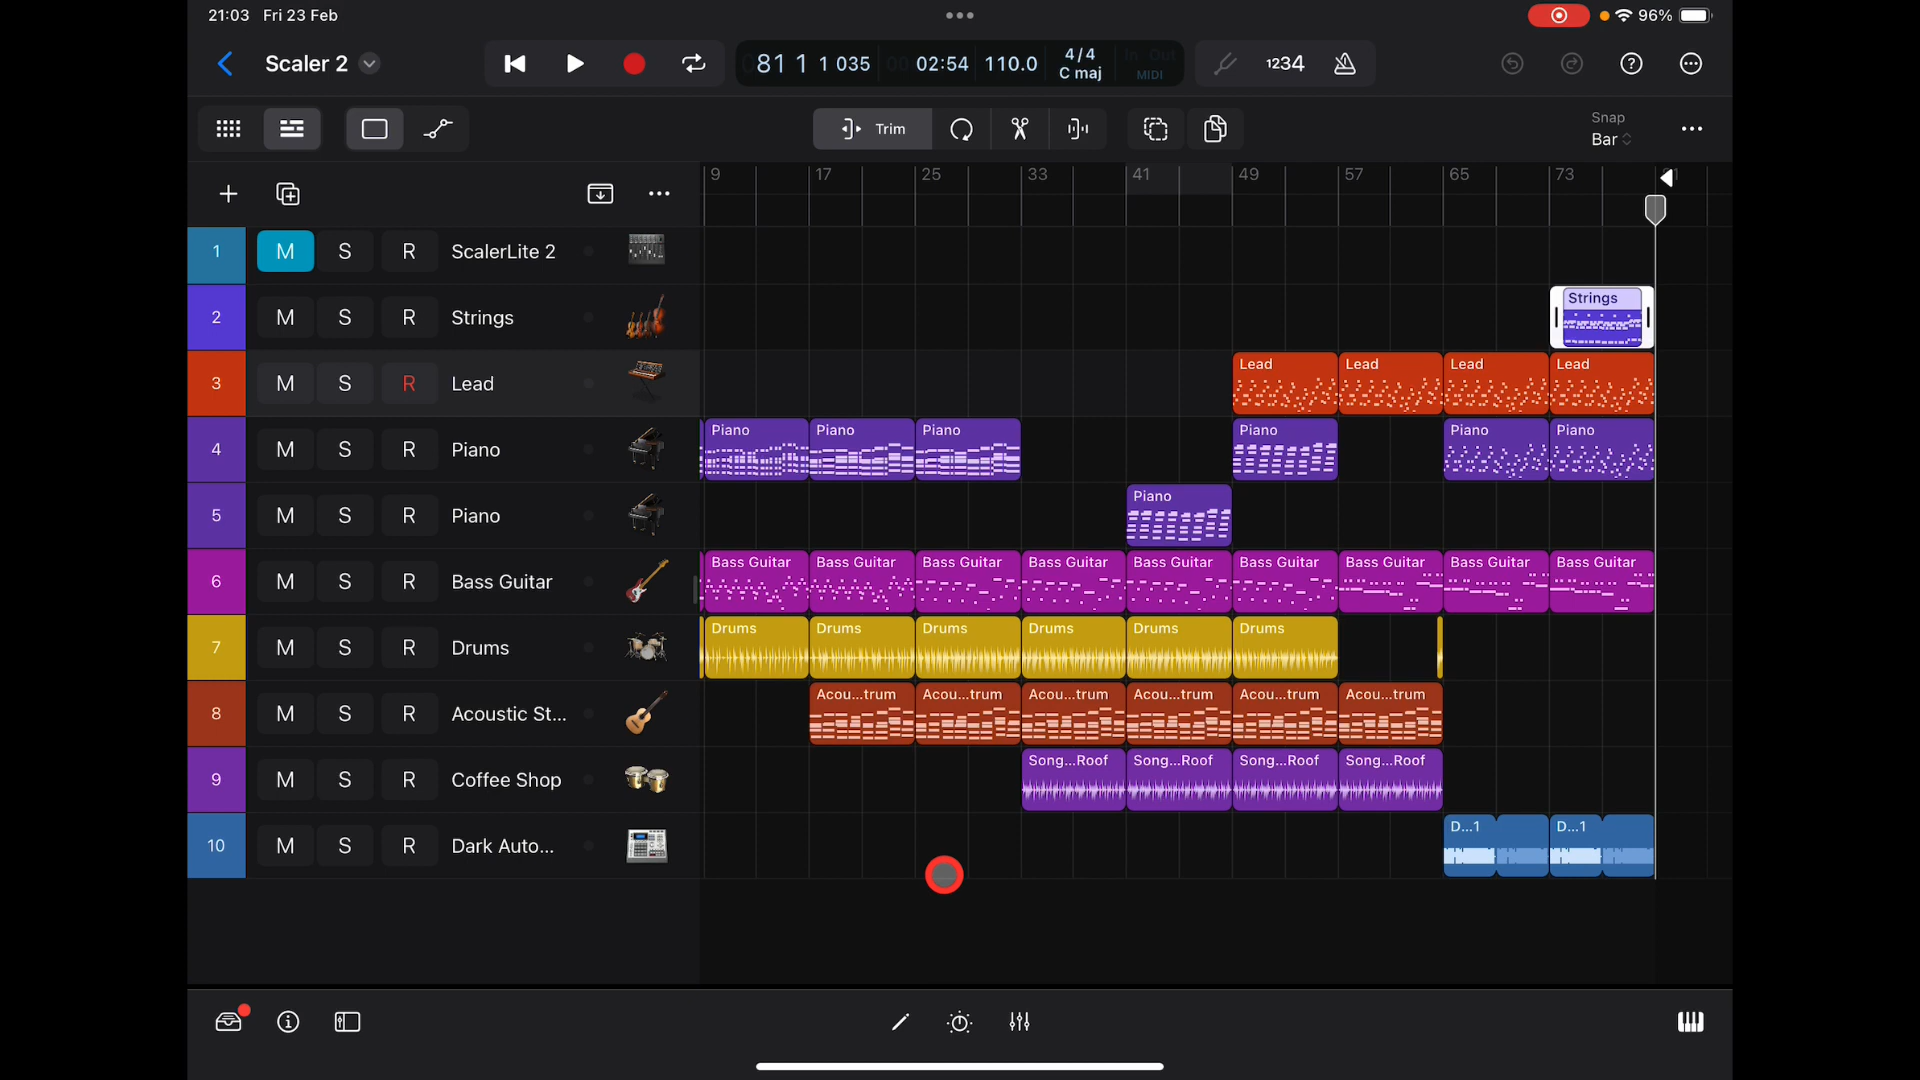 21:03 Fri 23 Feb
96%
Scaler 2
81 1 1 035
02:54
110.0
4/4
C maj
In Out
MIDI
1234
Trim
Snap
Bar
9 17 25 33 41 49 57 65 73
1 M S R ScalerLite 2
2 M S R Strings
Strings
3 M S R Lead
Lead Lead Lead Lead
4 M S R Piano
Piano Piano Piano Piano Piano Piano
5 M S R Piano
Piano
6 M S R Bass Guitar
Bass Guitar Bass Guitar Bass Guitar Bass Guitar Bass Guitar Bass Guitar Bass Guitar Bass Guitar Bass Guitar
7 M S R Drums
Drums Drums Drums Drums Drums Drums
8 M S R Acoustic St...
Acou...trum Acou...trum Acou...trum Acou...trum Acou...trum Acou...trum
9 M S R Coffee Shop
Song...Roof Song...Roof Song...Roof Song...Roof
10 M S R Dark Auto...
D...1 D...1